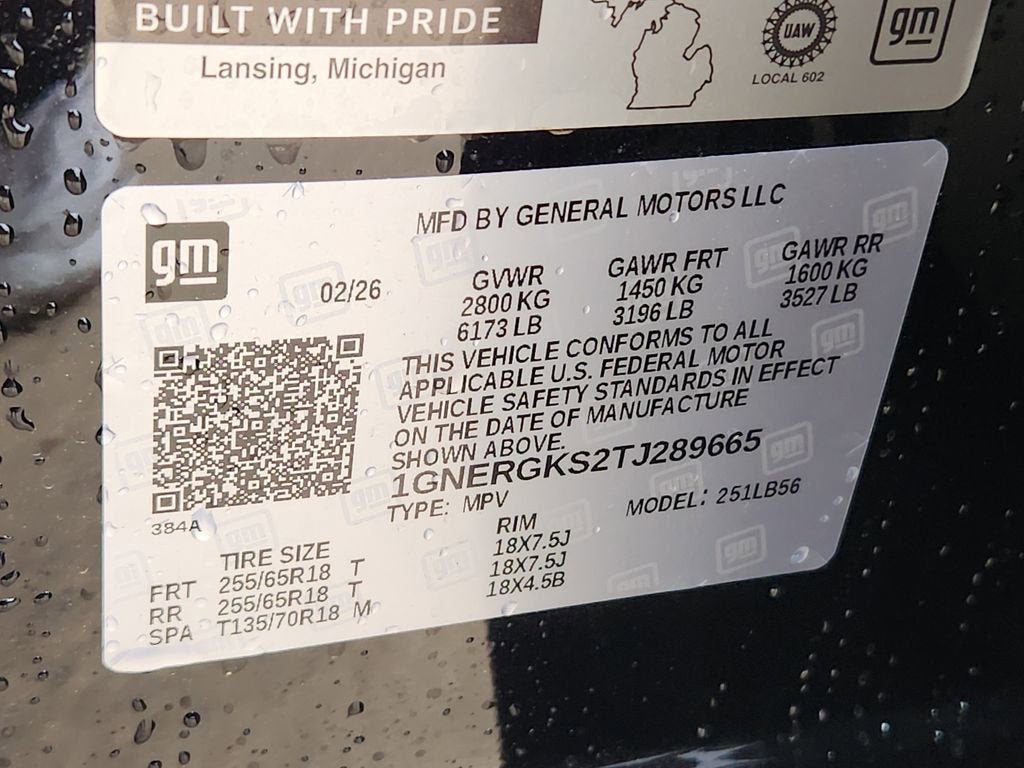 BUILT WITH PRIDE
Lansing, Michigan
UAW
LOCAL 602
gm
gm
MFD BY GENERAL MOTORS LLC
02/26
GVWR
2800 KG
6173 LB
GAWR FRT
1450 KG
3196 LB
GAWR RR
1600 KG
3527 LB
THIS VEHICLE CONFORMS TO ALL
APPLICABLE U.S. FEDERAL MOTOR
VEHICLE SAFETY STANDARDS IN EFFECT
ON THE DATE OF MANUFACTURE
SHOWN ABOVE.
1GNERGKS2TJ289665
TYPE: MPV
MODEL: 251LB56
384A
TIRE SIZE RIM
FRT 255/65R18 T 18X7.5J
RR 255/65R18 T 18X7.5J
SPA T135/70R18 M 18X4.5B